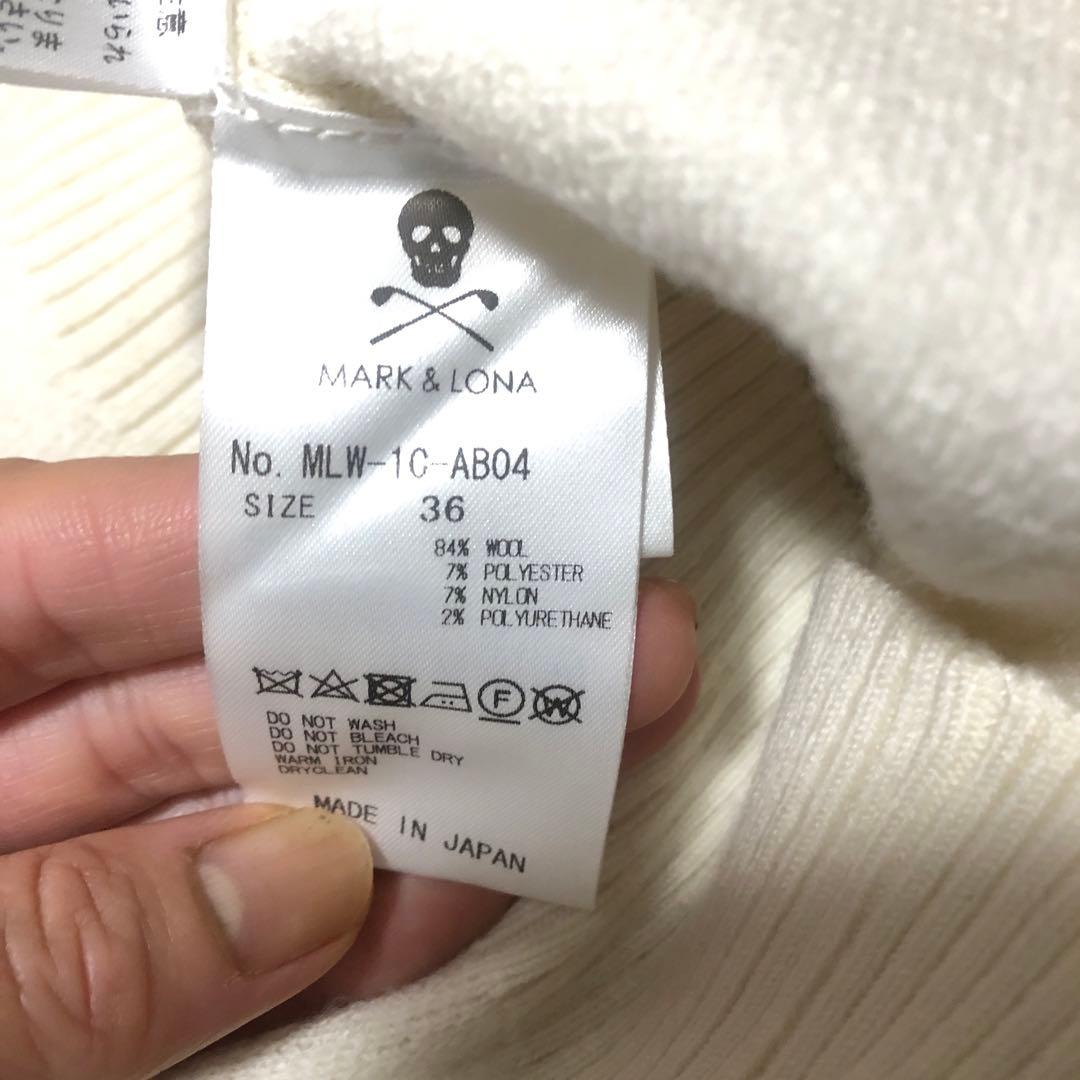 MARK & LONA
No. MLW-1C-AB04
SIZE 36
84% WOOL
7% POLYESTER
7% NYLON
2% POLYURETHANE
F
W
DO NOT WASH
DO NOT BLEACH
DO NOT TUMBLE DRY
WARM IRON
DRYCLEAN
MADE IN JAPAN